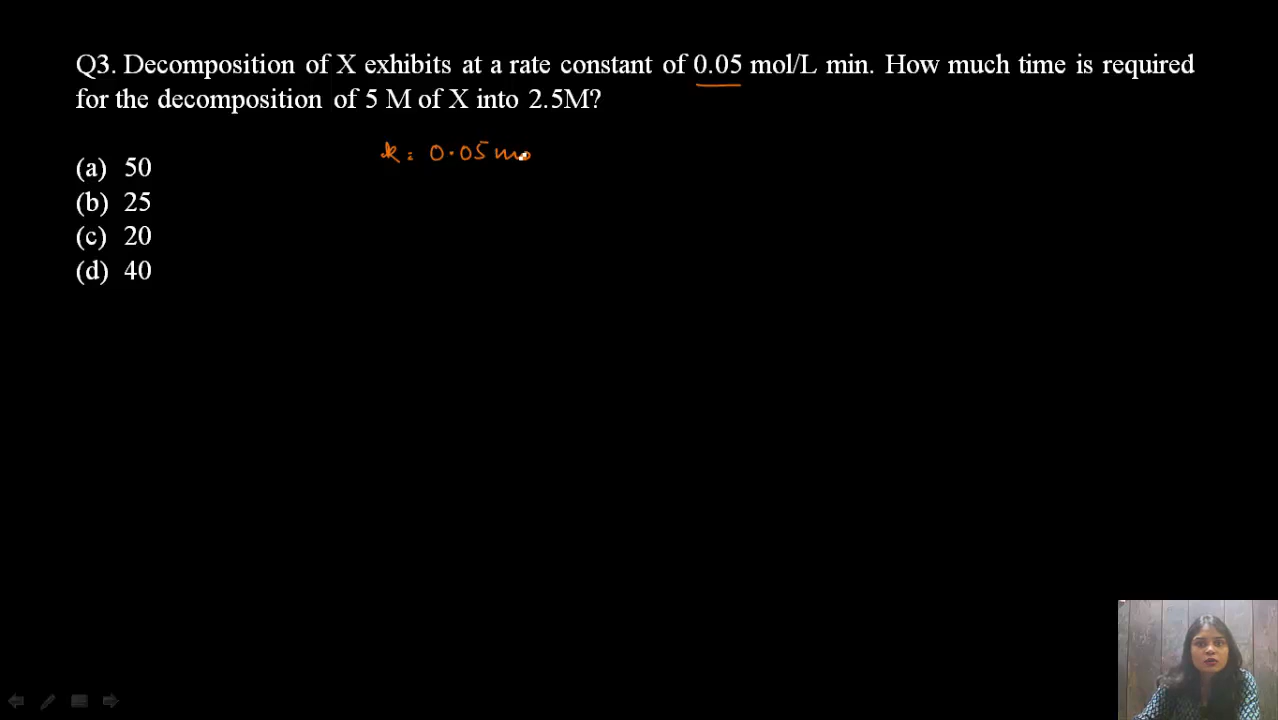 Q3. Decomposition of X exhibits at a rate constant of 0.05 mol/L min. How much time is required
for the decomposition of 5 M of X into 2.5M?
k = 0.05 mo
(a) 50
(b) 25
(c) 20
(d) 40